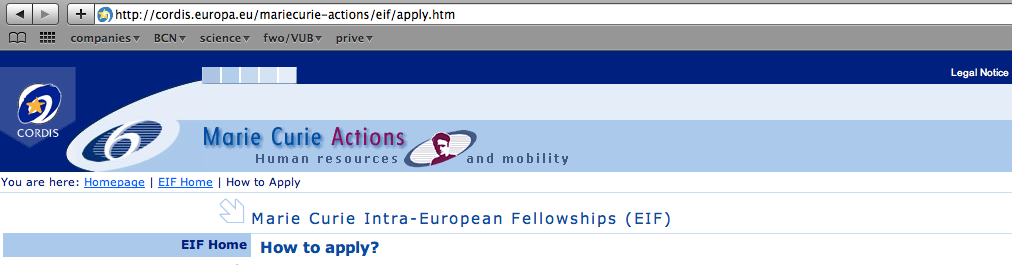 http://cordis.europa.eu/mariecurie-actions/eif/apply.htm
companies BCN science fwo/VUB prive
Legal Notice
CORDIS
6
Marie Curie Actions
Human resources and mobility
You are here: Homepage | EIF Home | How to Apply
Marie Curie Intra-European Fellowships (EIF)
EIF Home
How to apply?